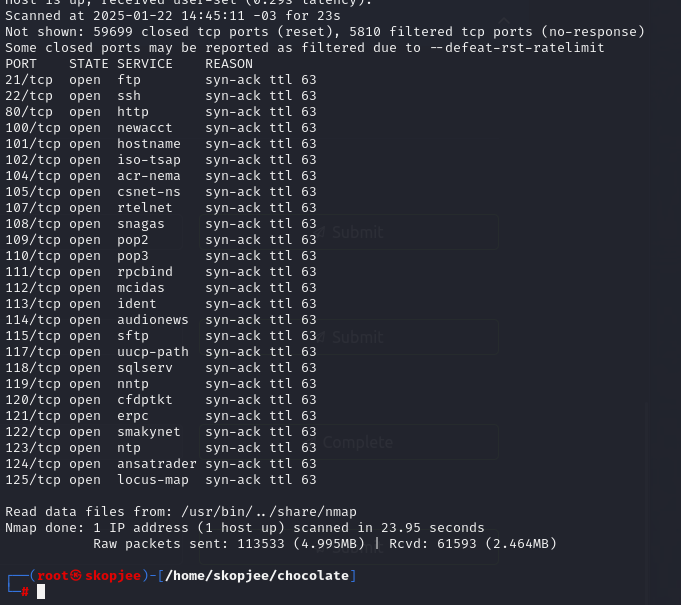 Host is up, received user-set (0.29s latency).
Scanned at 2025-01-22 14:45:11 -03 for 23s
Not shown: 59699 closed tcp ports (reset), 5810 filtered tcp ports (no-response)
Some closed ports may be reported as filtered due to --defeat-rst-ratelimit
PORT    STATE SERVICE    REASON
21/tcp  open  ftp        syn-ack ttl 63
22/tcp  open  ssh        syn-ack ttl 63
80/tcp  open  http       syn-ack ttl 63
100/tcp open  newacct    syn-ack ttl 63
101/tcp open  hostname   syn-ack ttl 63
102/tcp open  iso-tsap   syn-ack ttl 63
104/tcp open  acr-nema   syn-ack ttl 63
105/tcp open  csnet-ns   syn-ack ttl 63
107/tcp open  rtelnet    syn-ack ttl 63
108/tcp open  snagas     syn-ack ttl 63
Submit
109/tcp open  pop2       syn-ack ttl 63
110/tcp open  pop3       syn-ack ttl 63
111/tcp open  rpcbind    syn-ack ttl 63
112/tcp open  mcidas     syn-ack ttl 63
113/tcp open  ident      syn-ack ttl 63
114/tcp open  audionews  syn-ack ttl 63
115/tcp open  sftp       syn-ack ttl 63
Submit
117/tcp open  uucp-path  syn-ack ttl 63
118/tcp open  sqlserv    syn-ack ttl 63
119/tcp open  nntp       syn-ack ttl 63
120/tcp open  cfdptkt    syn-ack ttl 63
121/tcp open  erpc       syn-ack ttl 63
122/tcp open  smakynet   syn-ack ttl 63
Complete
123/tcp open  ntp        syn-ack ttl 63
124/tcp open  ansatrader syn-ack ttl 63
125/tcp open  locus-map  syn-ack ttl 63
Read data files from: /usr/bin/../share/nmap
Nmap done: 1 IP address (1 host up) scanned in 23.95 seconds
Raw packets sent: 113533 (4.995MB) | Rcvd: 61593 (2.464MB)
┌──(root㉿skopjee)-[/home/skopjee/chocolate]
└─#